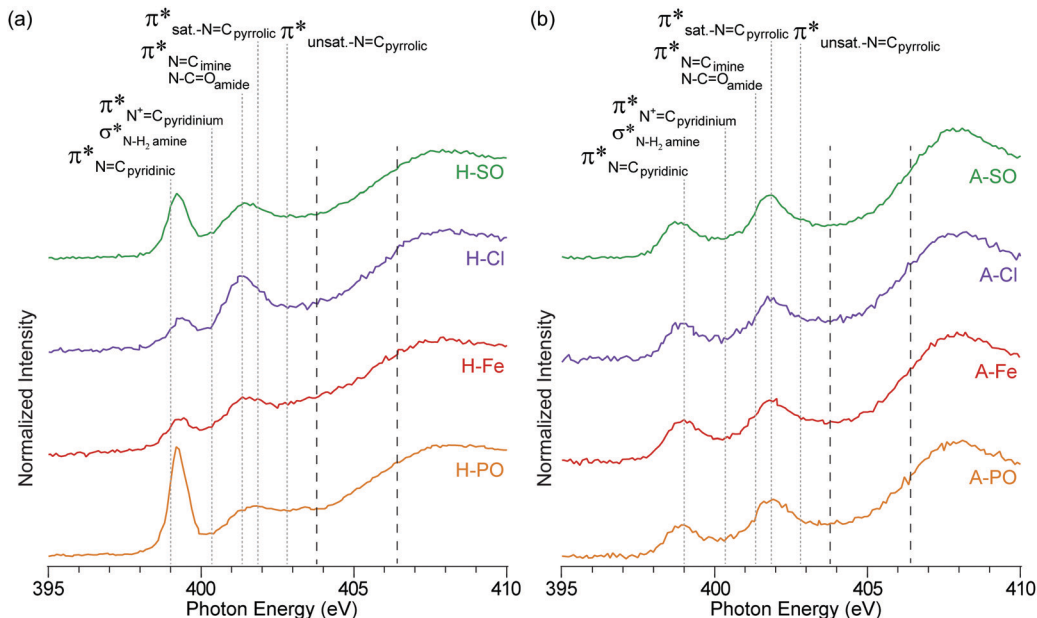 (a)
π* sat.-N=Cpyrrolic π* unsat.-N=Cpyrrolic
π* N=Cimine
N-C=Oamide
π* N+=Cpyridinium
σ* N-H2 amine
π* N=Cpyridinic
H-SO
H-Cl
H-Fe
H-PO
Normalized Intensity
395 400 405 410
Photon Energy (eV)
(b)
π* sat.-N=Cpyrrolic π* unsat.-N=Cpyrrolic
π* N=Cimine
N-C=Oamide
π* N+=Cpyridinium
σ* N-H2 amine
π* N=Cpyridinic
A-SO
A-Cl
A-Fe
A-PO
Normalized Intensity
395 400 405 410
Photon Energy (eV)